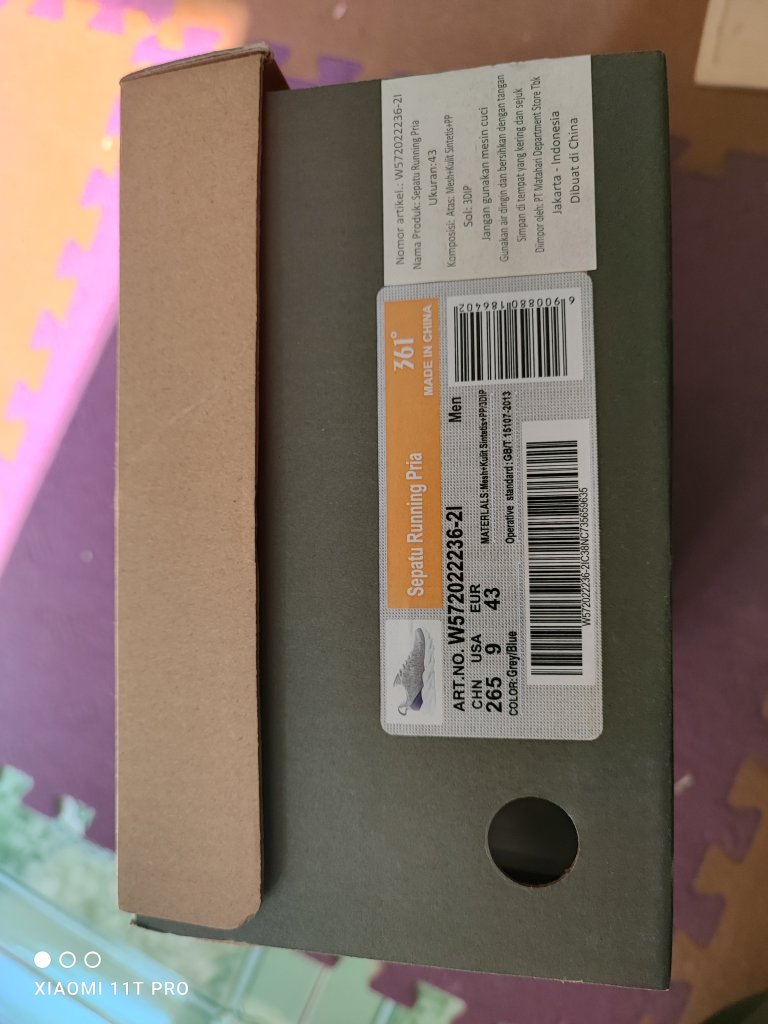 Nomor artikel.: W572022236-2I
Nama Produk: Sepatu Running Pria
Ukuran:43
Komposisi: Atas: Mesh+Kulit Sintetis+PP
Sol: 3DIP
Jangan gunakan mesin cuci
Gunakan air dingin dan bersihkan dengan tangan
Simpan di tempat yang kering dan sejuk
Diimpor oleh: PT Matahari Department Store Tbk
Jakarta - Indonesia
Dibuat di China
Sepatu Running Pria
361°
MADE IN CHINA
ART.NO. W572022236-2I
Men
CHN USA EUR
265 9 43
COLOR:Grey/Blue
MATERLALS:Mesh+Kulit Sintetis+PP/3DIP
Operative standard:GB/T 15107-2013
6900880186402
W572022236-2IC38NC735659635
XIAOMI 11T PRO